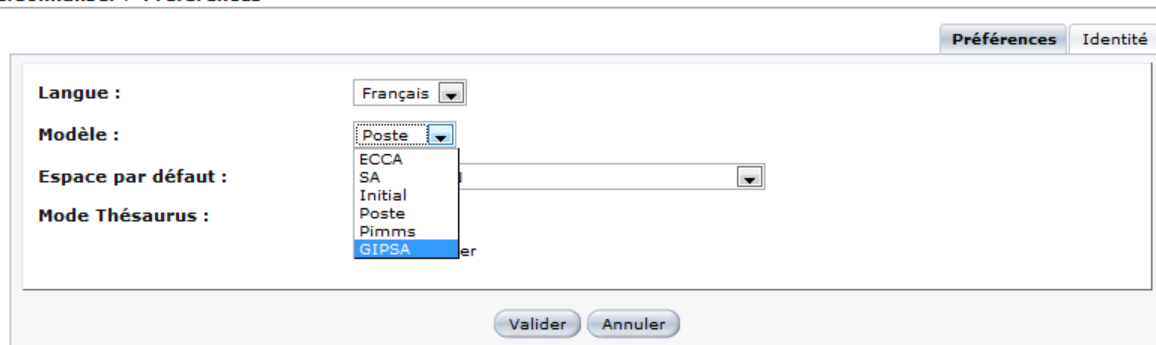 Préférences Identité
Langue : Français
Modèle : Poste
ECCA
Espace par défaut :
SA
Initial
Mode Thésaurus :
Poste
Pimms
GIPSA
er
Valider Annuler